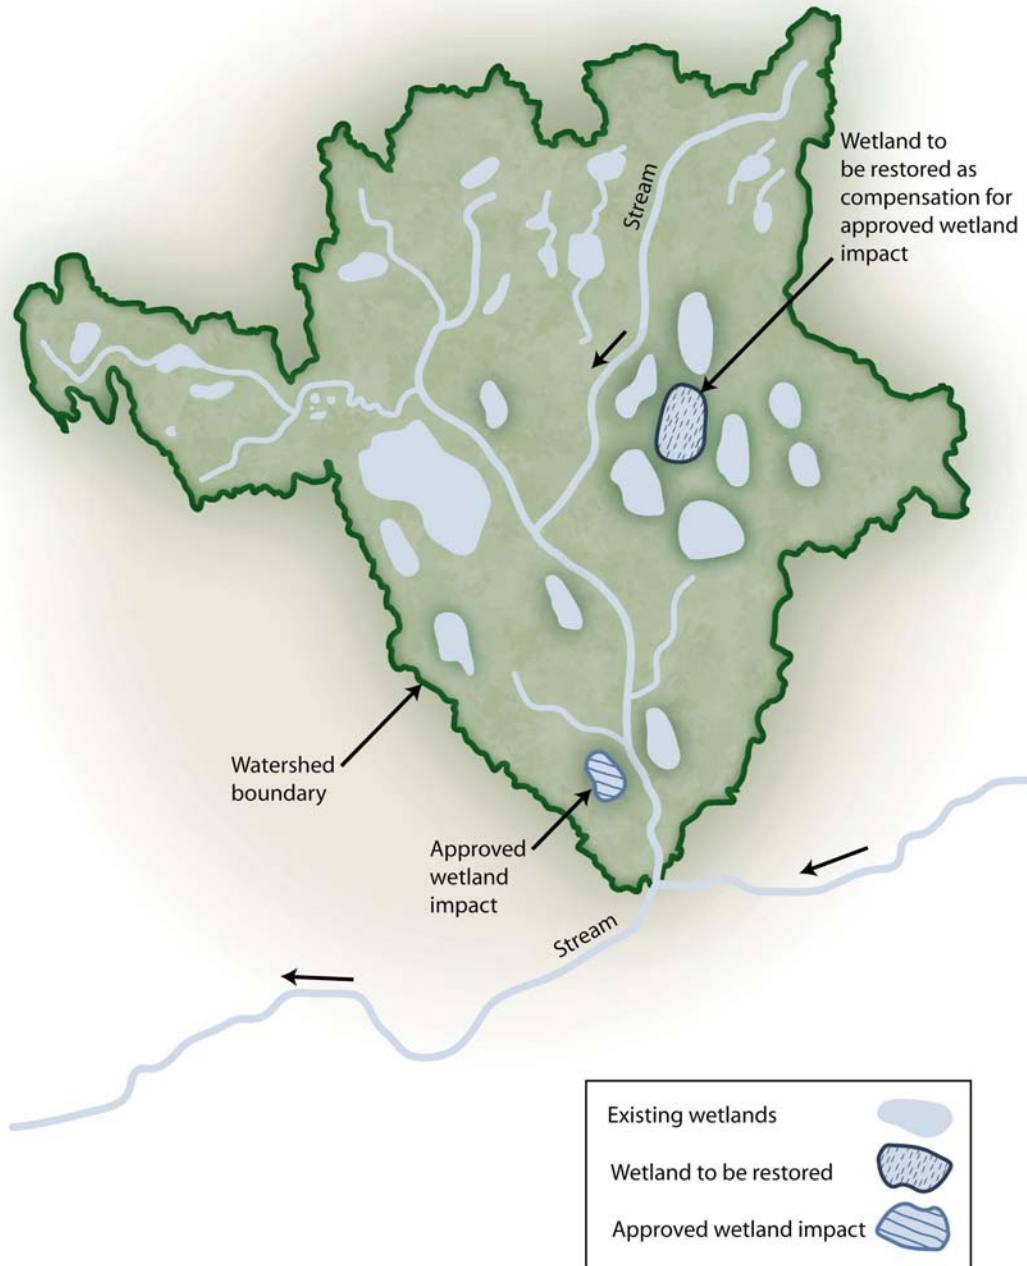 Wetland to
be restored as
compensation for
approved wetland
impact
Stream
Watershed
boundary
Approved
wetland
impact
Stream
Existing wetlands
Wetland to be restored
Approved wetland impact